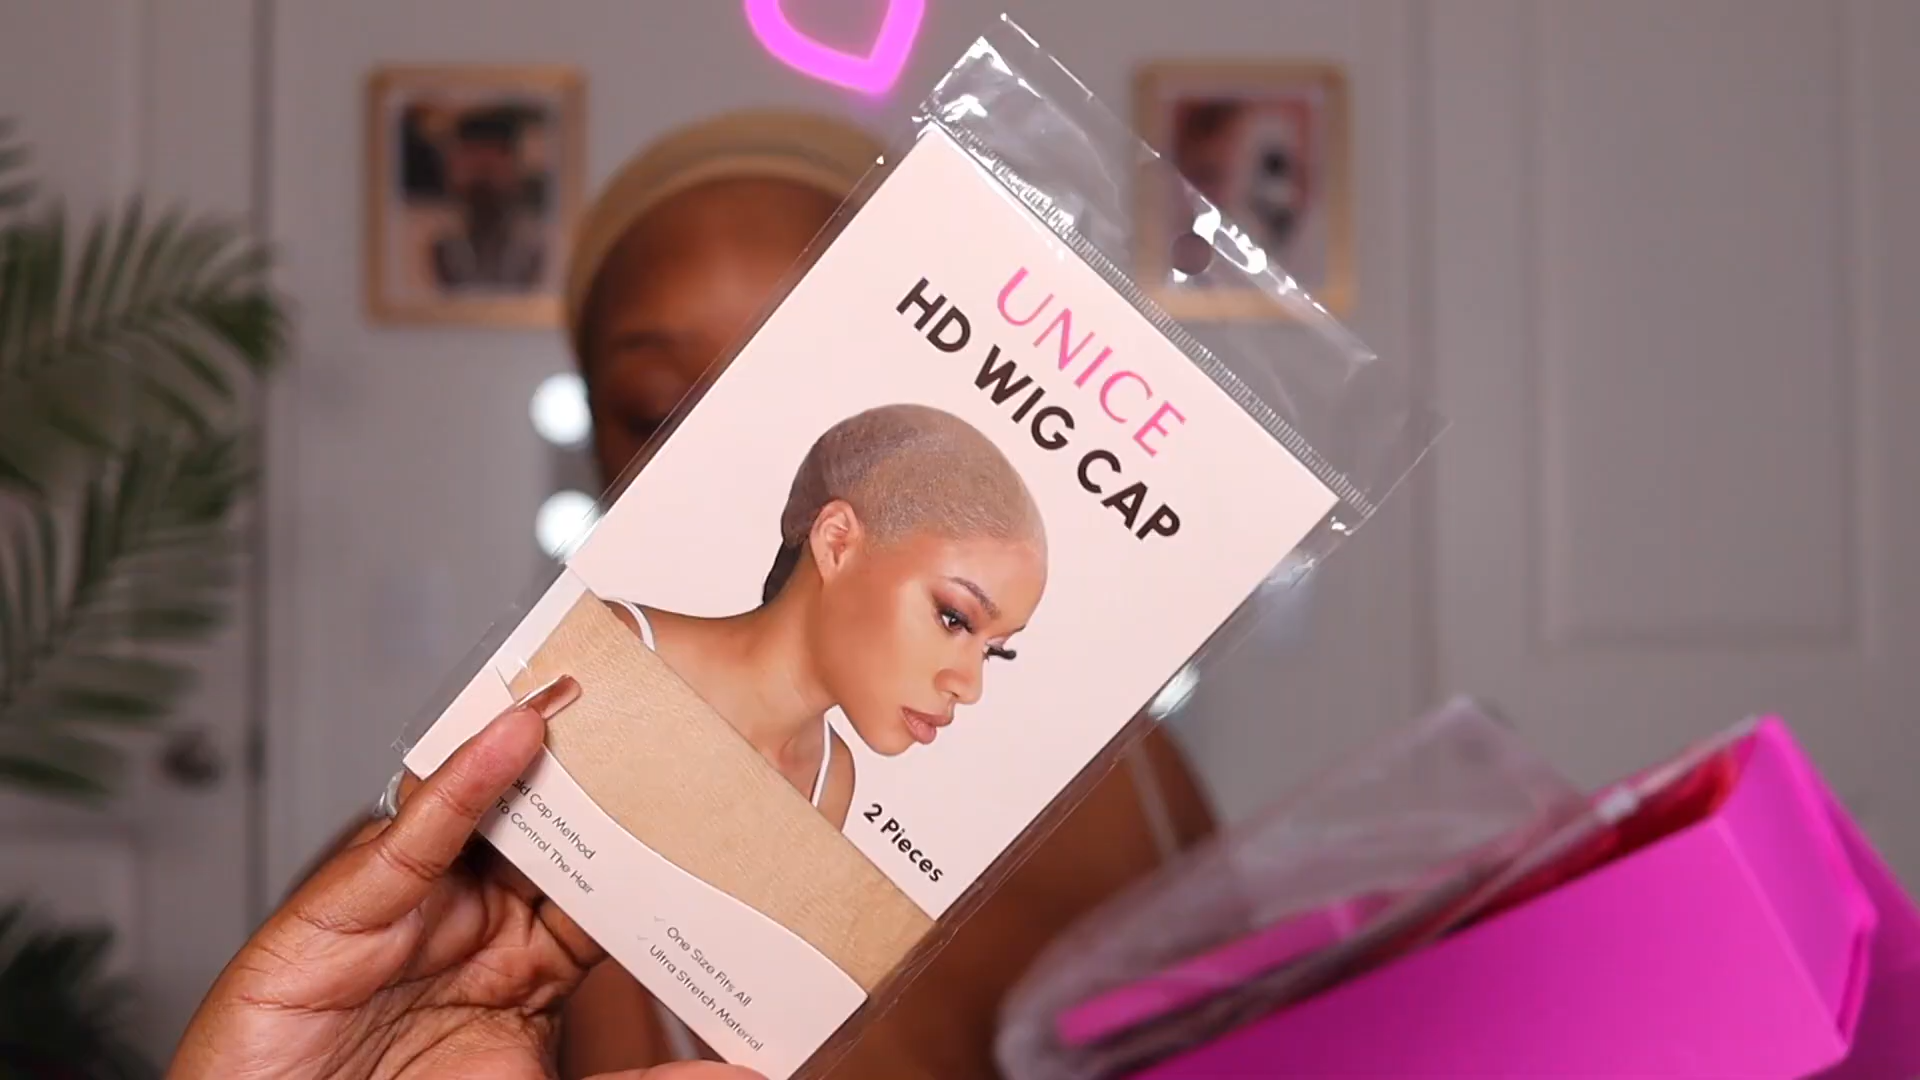 UNICE
HD WIG CAP
2 Pieces
Cap Method
To Control The Hair
One Size Fits All
Ultra Stretch Material